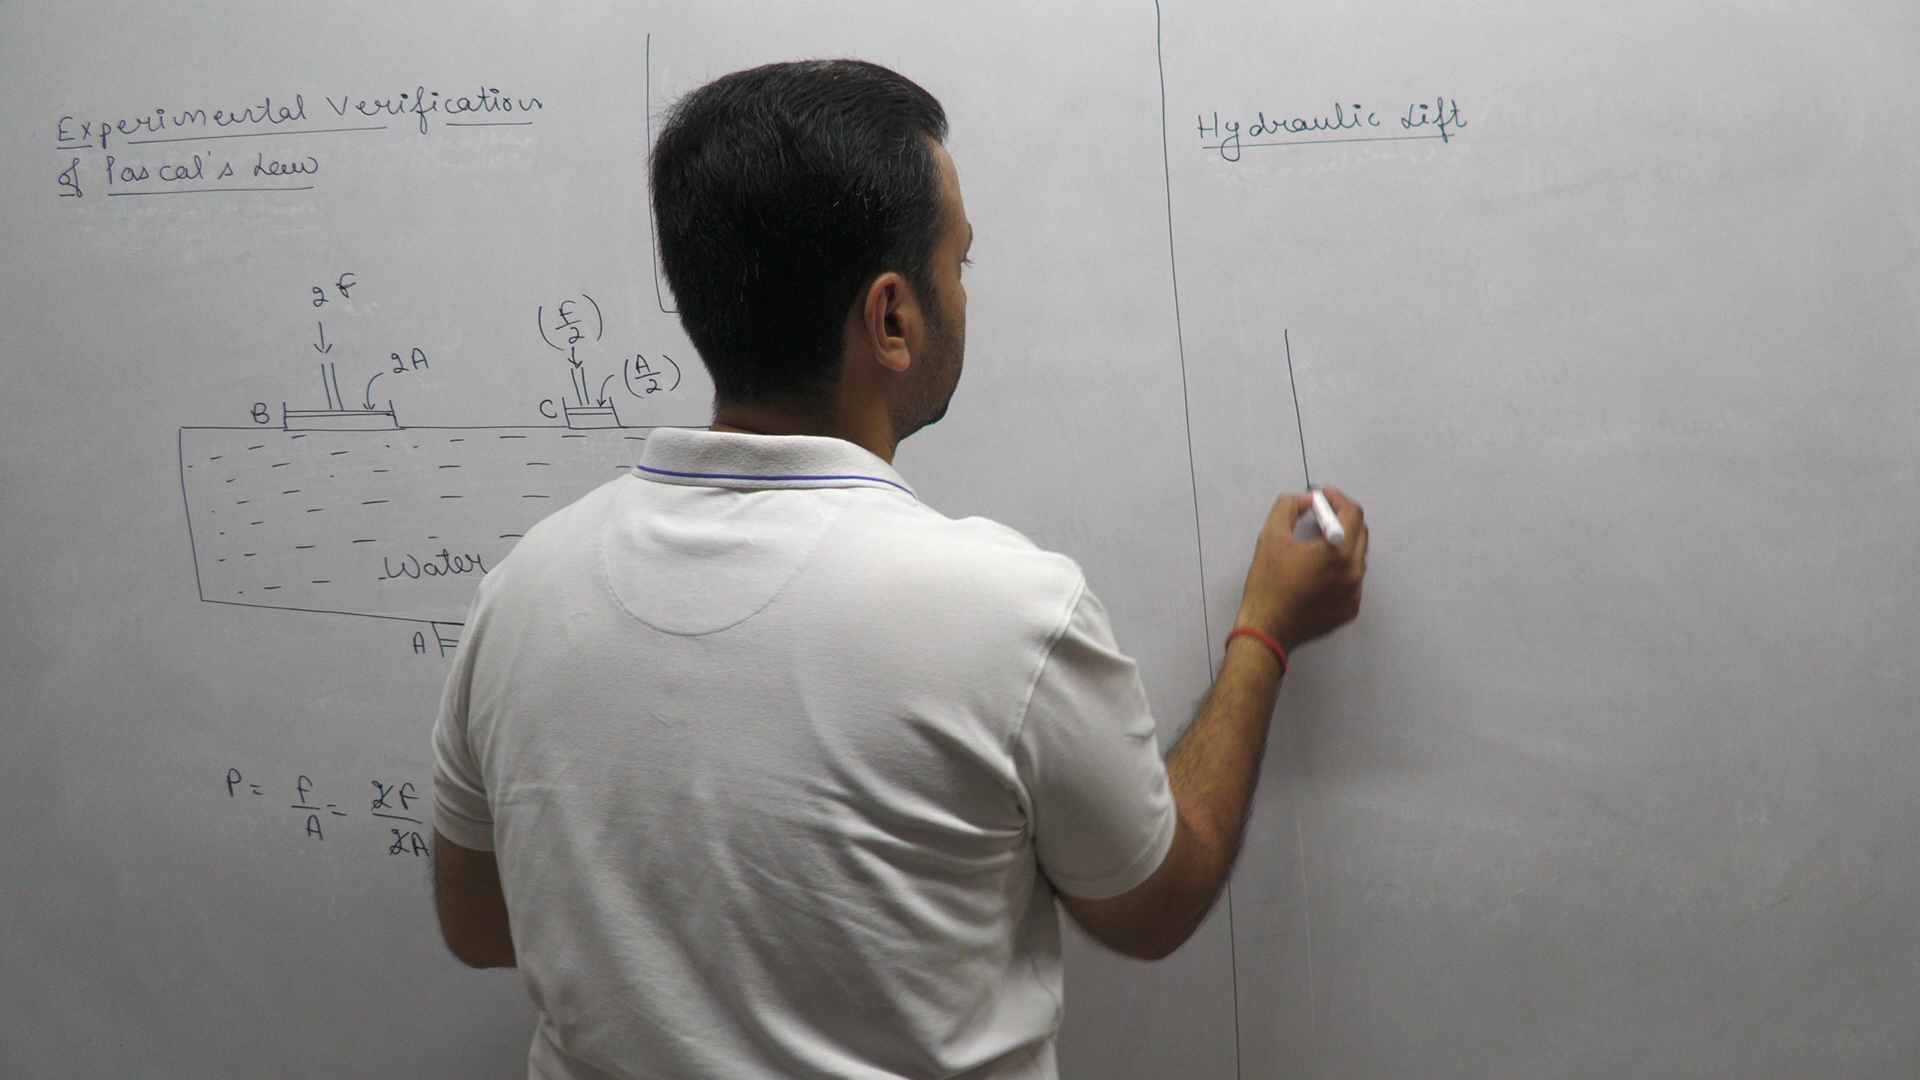 Experimental Verification
of Pascal's Law
2F
2A
B
(F/2)
(A/2)
C
Water
A
P = F/A = 2F/2A
Hydraulic Lift